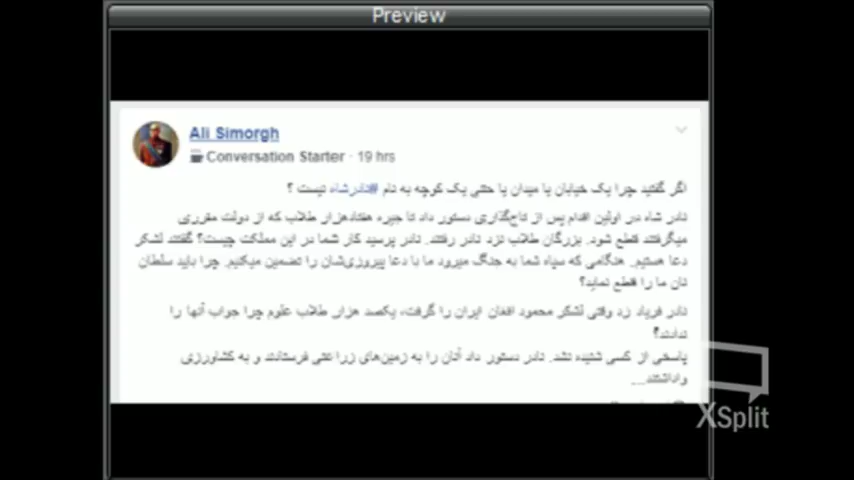 Preview
Ali Simorgh
Conversation Starter · 19 hrs
اگر گفتید چرا یک خیابان یا میدان یا حتی یک کوچه به نام #نادرشاه نیست ؟
نادر شاه در اولین اقدام پس از تاج‌گذاری دستور داد تا جیره هفتادهزار طلاب که از دولت مقرری
میگرفتند قطع شود. بزرگان طلاب نزد نادر رفتند. نادر پرسید کار شما در این مملکت چیست؟ گفتند لشکر
دعا هستیم. هنگامی که سپاه شما به جنگ میرود ما با دعا پیروزی‌شان را تضمین میکنیم. چرا باید سلطان
نان ما را قطع نماید؟
نادر فریاد زد وقتی لشکر محمود افغان ایران را گرفت، یکصد هزار طلاب علوم چرا جواب آنها را
ندادند؟
پاسخی از کسی شنیده نشد. نادر دستور داد آنان را به زمین‌های زراعتی فرستادند و به کشاورزی
واداشتند....
XSplit